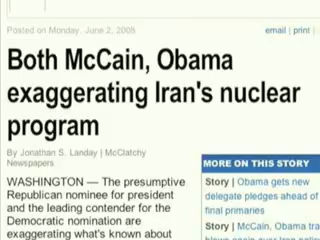 Posted on Monday, June 2, 2008
email | print |
Both McCain, Obama
exaggerating Iran's nuclear
program
By Jonathan S. Landay | McClatchy
Newspapers
WASHINGTON — The presumptive
Republican nominee for president
and the leading contender for the
Democratic nomination are
exaggerating what's known about
MORE ON THIS STORY
Story | Obama gets new
delegate pledges ahead of
final primaries
Story | McCain, Obama tra